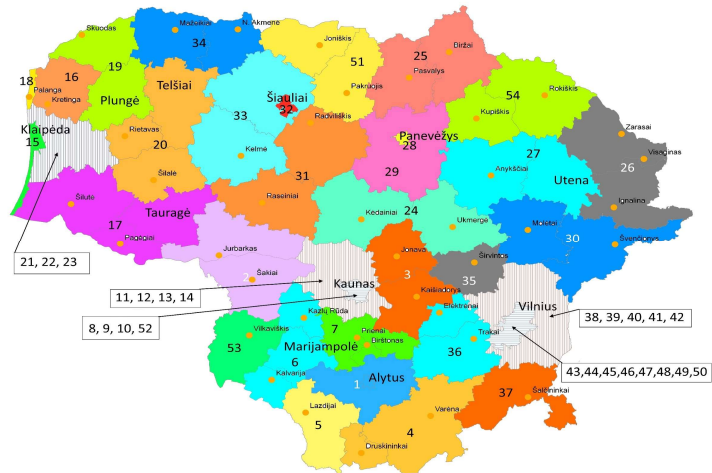 Skuodas
Mažeikiai
N. Akmenė
34
Joniškis
51
25
Biržai
Pasvalys
Pakruojis
18
16
19
Palanga
Kretinga
Plungė
Telšiai
Šiauliai
32
54
Rokiškis
Kupiškis
Klaipėda
15
Rietavas
20
33
Radviliškis
Panevėžys
28
Zarasai
26
Visaginas
Kelmė
27
Anykščiai
Utena
Šilalė
31
29
Šilutė
17
Tauragė
Raseiniai
24
Kėdainiai
Ukmergė
Ignalina
Molėtai
30
Švenčionys
Pagėgiai
Jurbarkas
Jonava
Širvintos
21, 22, 23
2
Šakiai
Kaunas
3
35
11, 12, 13, 14
Kaišiadorys
Vilnius
8, 9, 10, 52
Kazlų Rūda
Elektrėnai
38, 39, 40, 41, 42
Vilkaviškis
7
Prienai
Birštonas
Trakai
53
Marijampolė
6
36
Kalvarija
1
Alytus
43,44,45,46,47,48,49,50
37
Šalčininkai
Lazdijai
5
4
Varėna
Druskininkai